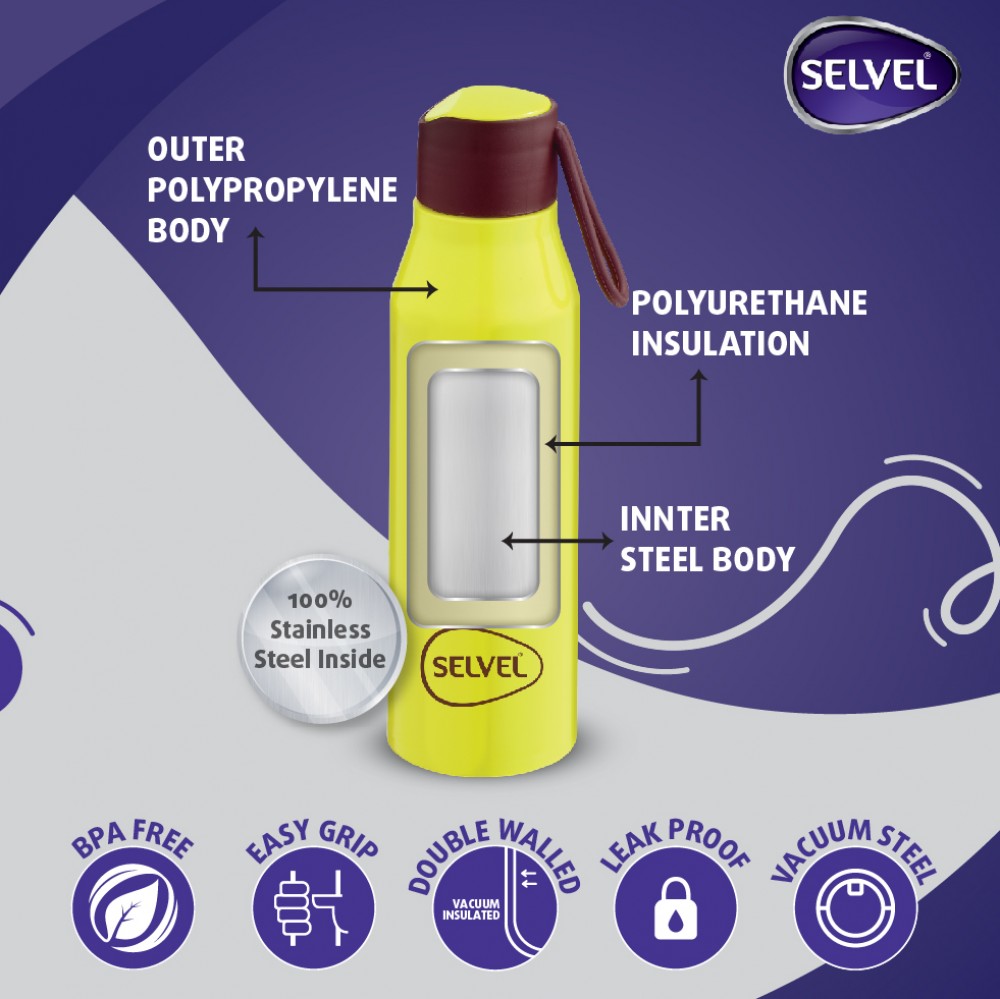 SELVEL®
OUTER
POLYPROPYLENE
BODY
POLYURETHANE
INSULATION
INNTER
STEEL BODY
100%
Stainless
Steel Inside
SELVEL®
BPA FREE
EASY GRIP
DOUBLE WALLED
VACUUM
INSULATED
LEAK PROOF
VACUUM STEEL